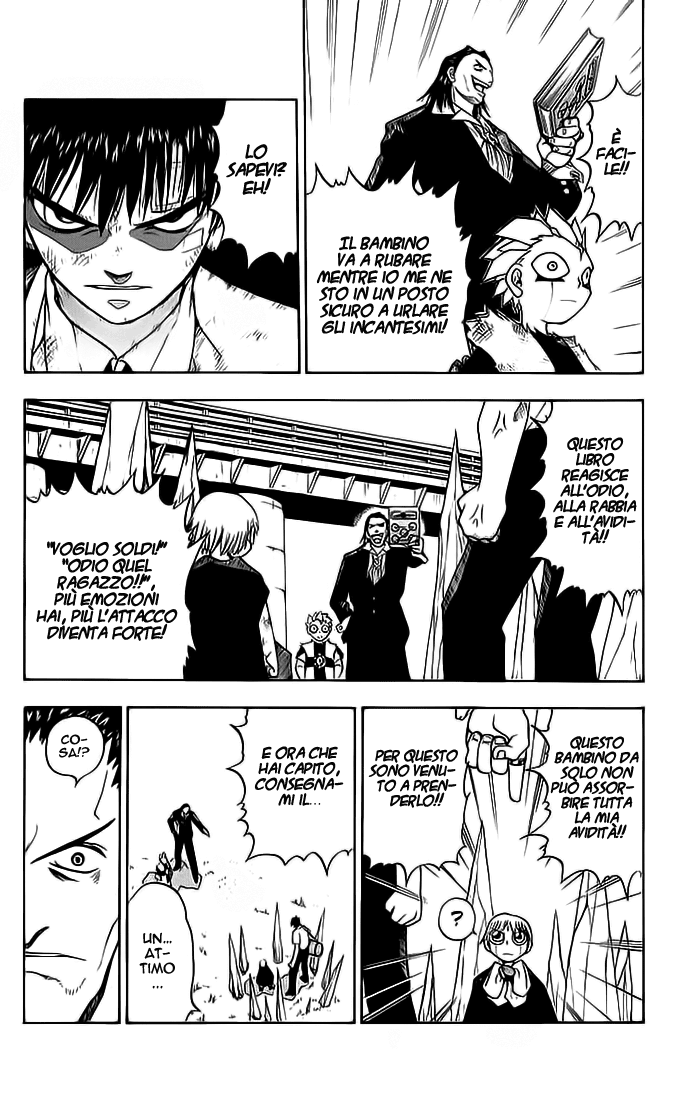 È
FACI-
LE!!
IL BAMBINO
VA A RUBARE
MENTRE IO ME NE
STO IN UN POSTO
SICURO A URLARE
GLI INCANTESIMI!
LO
SAPEVI?
EH!
QUESTO
LIBRO
REAGISCE
ALL'ODIO,
ALLA RABBIA
E ALL'AVIDI-
TÀ!!
"VOGLIO SOLDI!"
"ODIO QUEL
RAGAZZO!!",
PIÙ EMOZIONI
HAI, PIÙ L'ATTACCO
DIVENTA FORTE!
QUESTO
BAMBINO DA
SOLO NON
PUÒ ASSOR-
BIRE TUTTA
LA MIA
AVIDITÀ!!
PER QUESTO
SONO VENU-
TO A PREN-
DERLO!!
?
E ORA CHE
HAI CAPITO,
CONSEGNA-
MI IL...
UN...
AT-
TIMO
...
CO-
SA!?